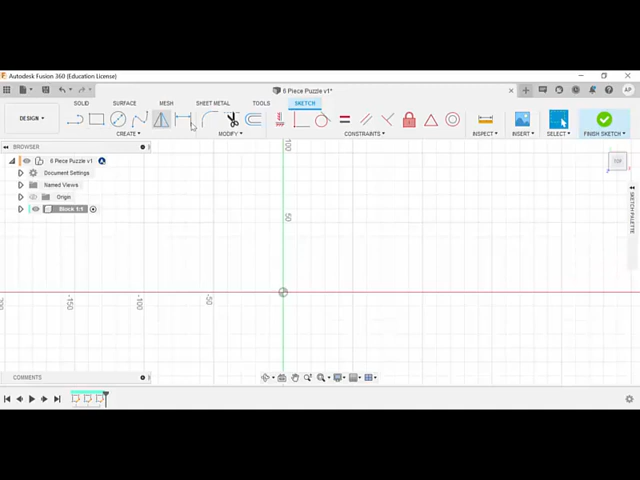 Autodesk Fusion 360 (Education License)
6 Piece Puzzle v1*
AP
SOLID SURFACE MESH SHEET METAL TOOLS SKETCH
DESIGN
CREATE MODIFY CONSTRAINTS INSPECT INSERT SELECT FINISH SKETCH
BROWSER
6 Piece Puzzle v1
Document Settings
Named Views
Origin
Block 1:1
TOP
SKETCH PALETTE
100
50
-50
-100
-150
COMMENTS